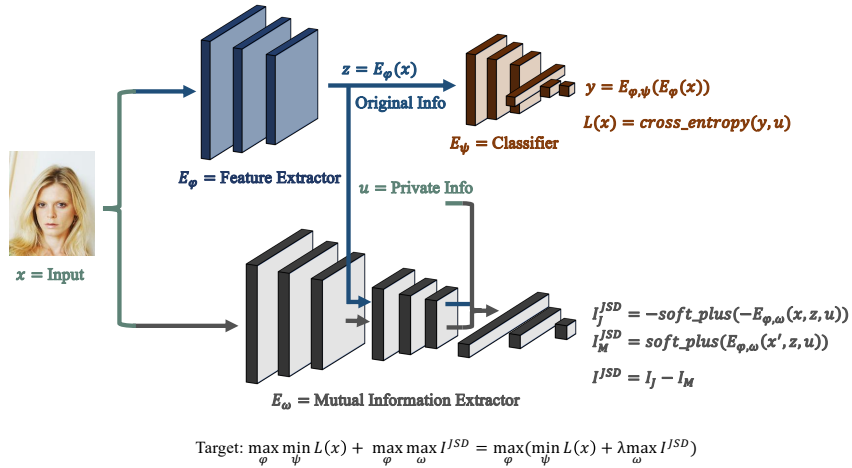 z = E_φ(x)
Original Info
y = E_φ,ψ(E_φ(x))
L(x) = cross_entropy(y, u)
E_ψ = Classifier
E_φ = Feature Extractor
u = Private Info
x = Input
I_J^JSD = −soft_plus(−E_φ,ω(x, z, u))
I_M^JSD = soft_plus(E_φ,ω(x′, z, u))
I^JSD = I_J − I_M
E_ω = Mutual Information Extractor
Target: max_φ min_ψ L(x) + max_φ max_ω I^JSD = max_φ(min_ψ L(x) + λmax_ω I^JSD)